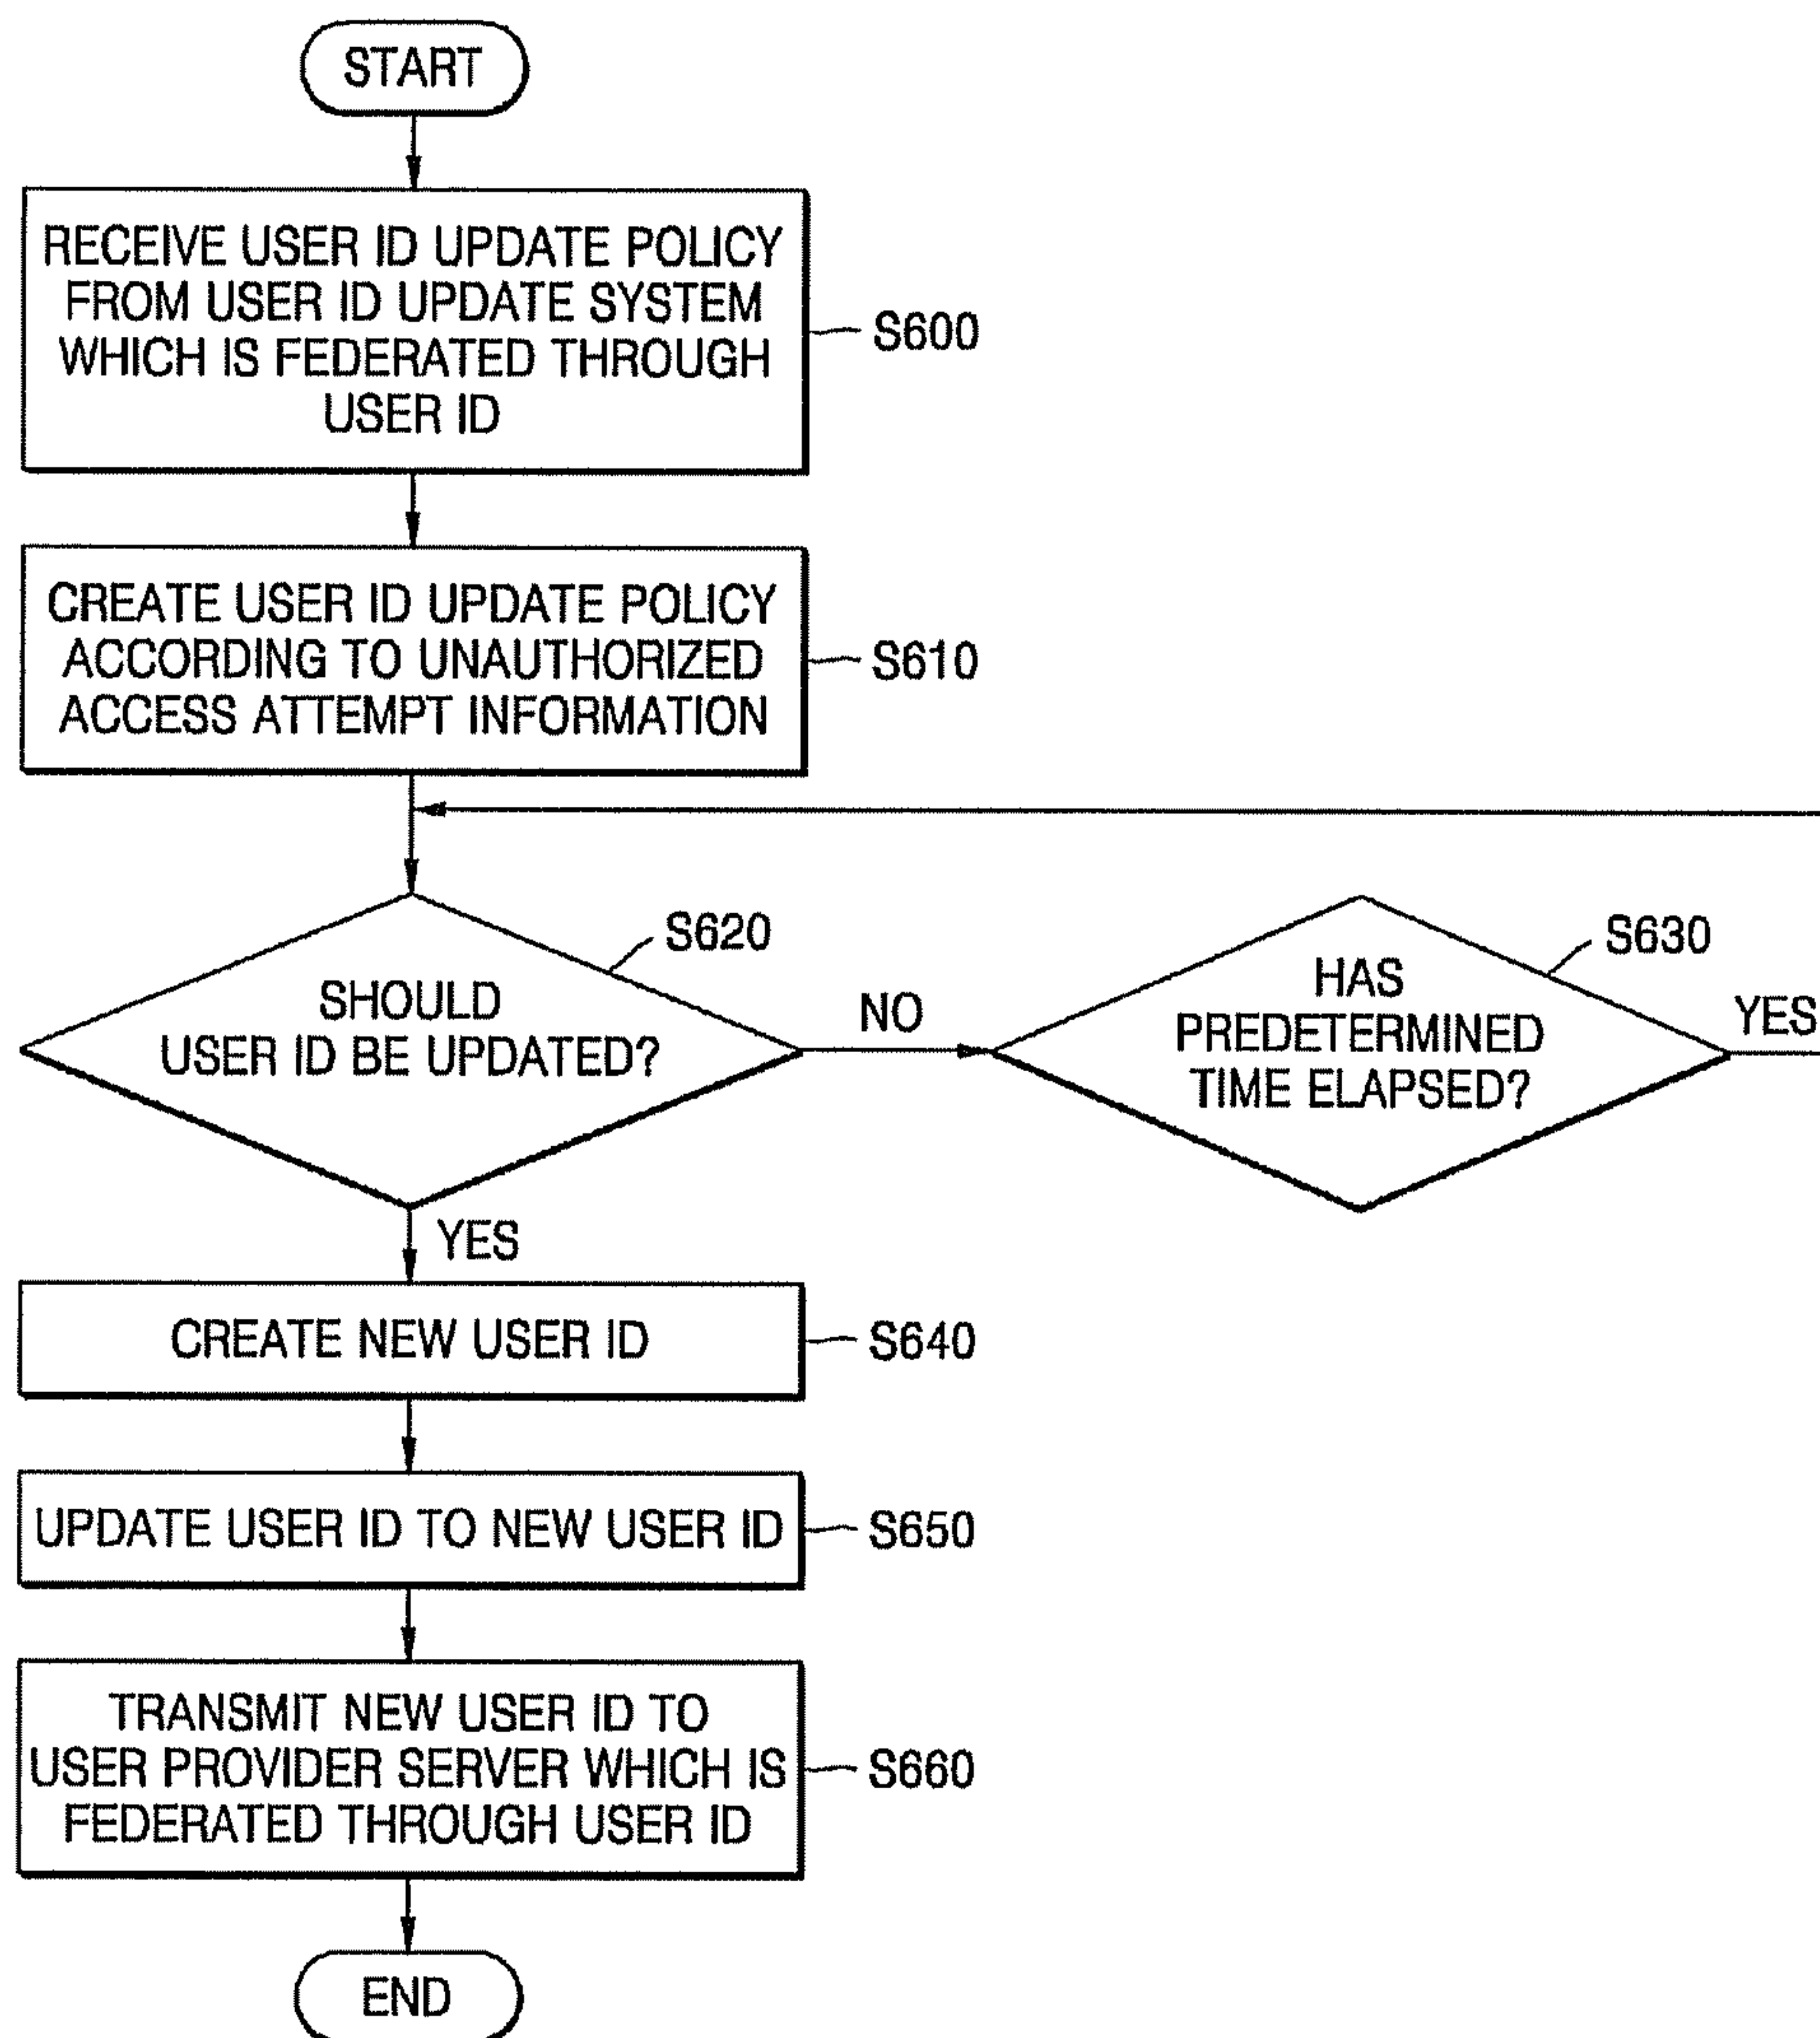 START
RECEIVE USER ID UPDATE POLICY
FROM USER ID UPDATE SYSTEM
WHICH IS FEDERATED THROUGH
USER ID
S600
CREATE USER ID UPDATE POLICY
ACCORDING TO UNAUTHORIZED
ACCESS ATTEMPT INFORMATION
S610
S620
SHOULD
USER ID BE UPDATED?
NO
S630
HAS
PREDETERMINED
TIME ELAPSED?
YES
YES
CREATE NEW USER ID
S640
UPDATE USER ID TO NEW USER ID
S650
TRANSMIT NEW USER ID TO
USER PROVIDER SERVER WHICH IS
FEDERATED THROUGH USER ID
S660
END